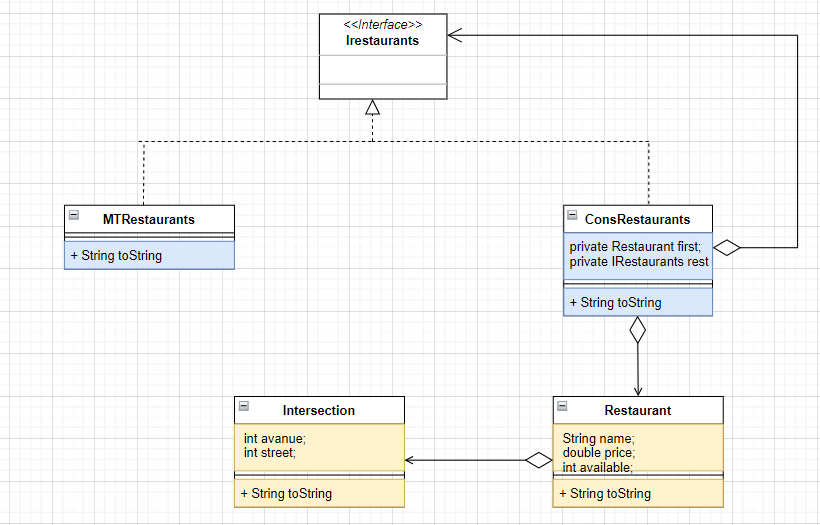 <<Interface>>
Irestaurants
MTRestaurants
+ String toString
ConsRestaurants
private Restaurant first;
private IRestaurants rest
+ String toString
Intersection
int avanue;
int street;
+ String toString
Restaurant
String name;
double price;
int available;
+ String toString